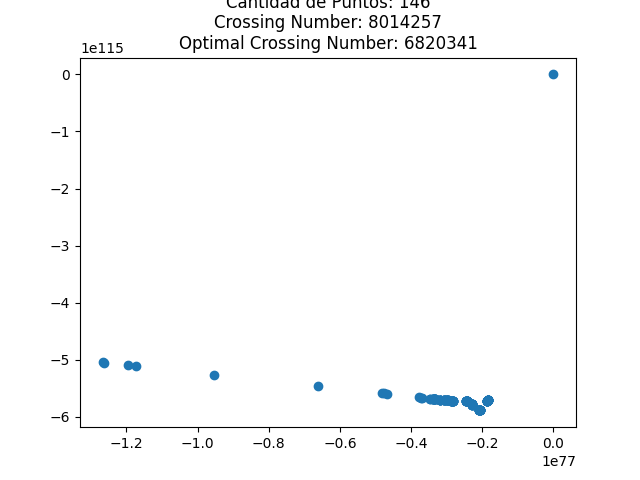 Cantidad de Puntos: 146
Crossing Number: 8014257
Optimal Crossing Number: 6820341
1e115
0
−1
−2
−3
−4
−5
−6
−1.2 −1.0 −0.8 −0.6 −0.4 −0.2 0.0
1e77